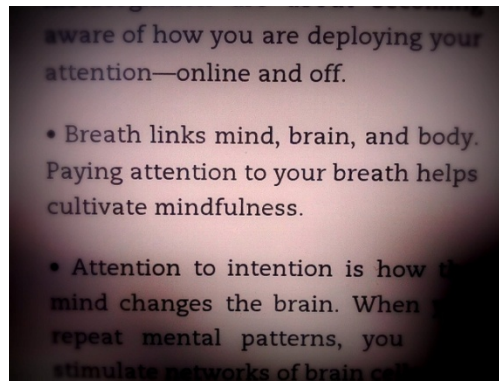 aware of how you are deploying your
attention—online and off.
• Breath links mind, brain, and body.
Paying attention to your breath helps
cultivate mindfulness.
• Attention to intention is how
mind changes the brain. When
repeat mental patterns, you
stimulate networks of brain